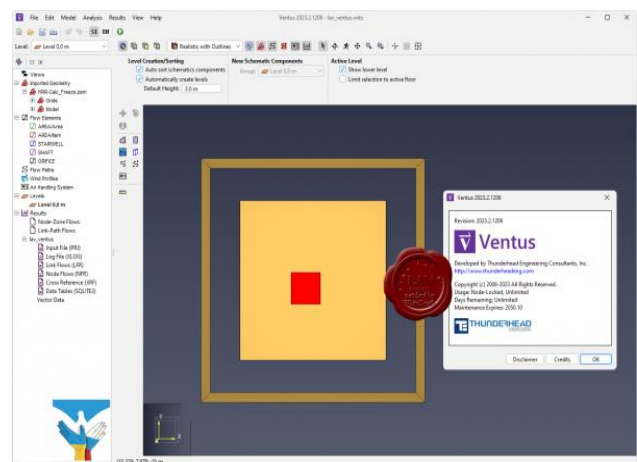 Ventus 2023.2.1206 - lav_ventus.vnts
File Edit Model Analysis Results View Help
Level: Level 0,0 m
Realistic with Outlines
Level Creation/Sorting
New Schematic Components
Active Level
Auto sort schematics components
Group: Level 0,0 m
Show lower level
Automatically create levels
Limit selection to active floor
Default Height: 3.0 m
Views
Imported Geometry
HRR-Calc_Freeze.psm
Grids
Model
Flow Elements
AREA/Area
STAIRWELL
SHAFT
ORIFICE
Flow Paths
Wind Profiles
Air Handling System
Levels
Level 0,0 m
Results
Node-Zone Flows
Link-Path Flows
lav_ventus
Input File (PRJ)
Log File (XLOG)
Link Flows (LFR)
Node Flows (NFR)
Cross Reference (XRF)
Data Tables (SQLITE3)
Vector Data
Ventus 2023.2.1206
Revision: 2023.2.1206
Ventus
Developed by Thunderhead Engineering Consultants, Inc.
http://www.thunderheadeng.com
Copyright (c) 2008-2023 All Rights Reserved.
Usage: Node-Locked, Unlimited
Days Remaining: Unlimited
Maintenance Expires: 2050.10
THUNDERHEAD
ENGINEERING
Disclaimer Credits OK